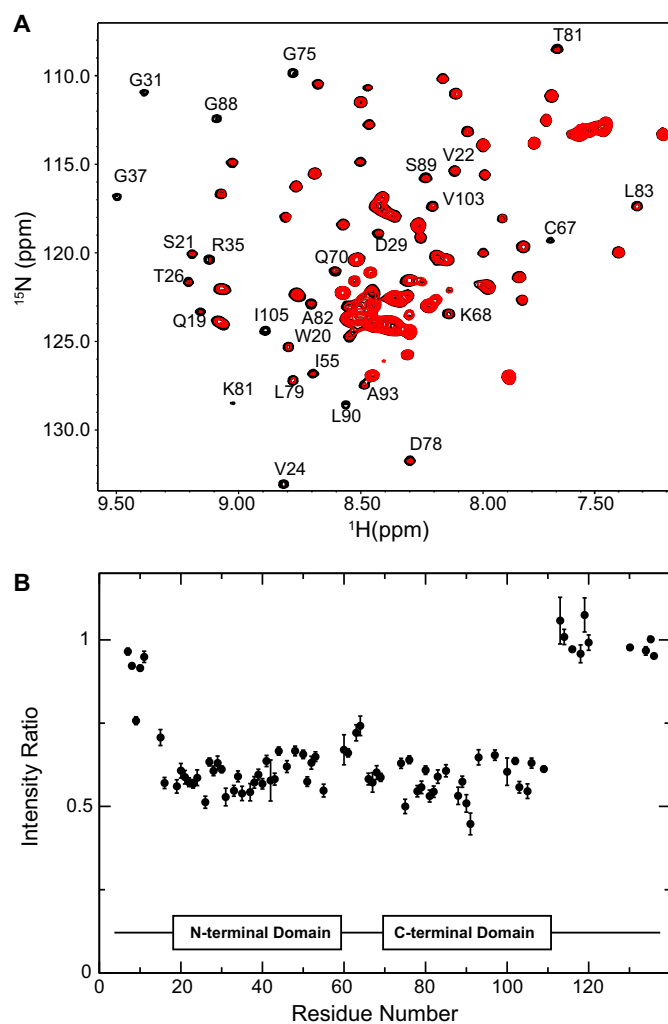 A
T81
G75
110.0
G31
G88
115.0
S89
V22
G37
V103
L83
C67
S21
R35
D29
120.0
Q70
T26
A82
K68
Q19
I105
W20
125.0
I55
L79
A93
K81
L90
130.0
D78
V24
15N (ppm)
9.50
9.00
8.50
8.00
7.50
1H(ppm)
B
1
0.5
0
Intensity Ratio
N-terminal Domain
C-terminal Domain
0
20
40
60
80
100
120
Residue Number